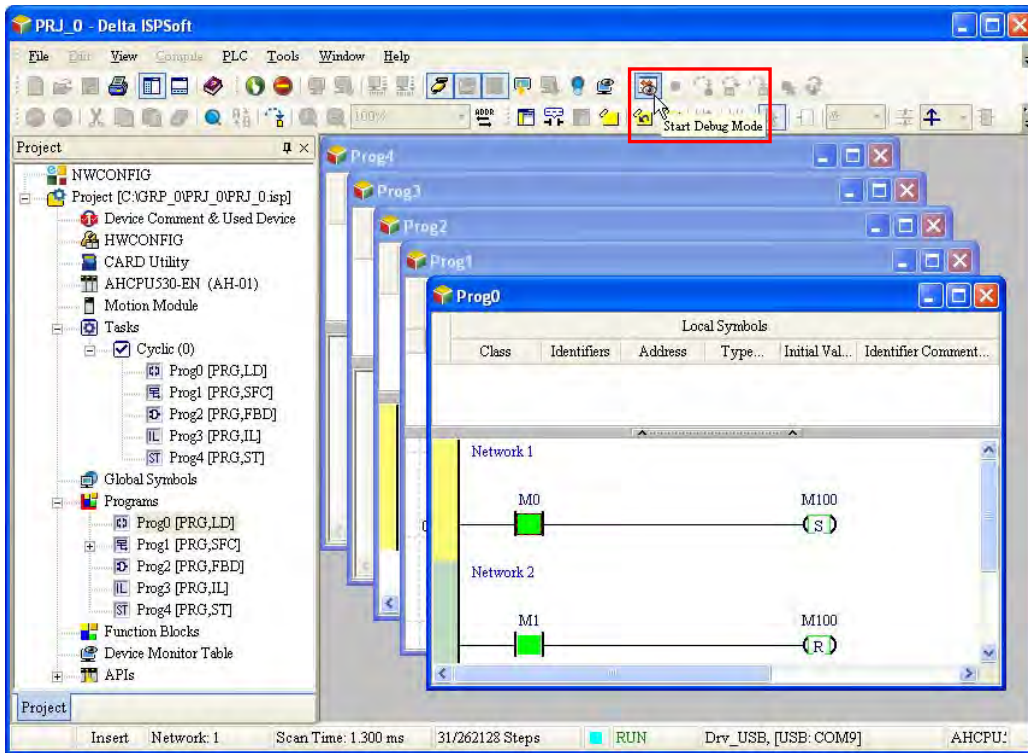 PRJ_0 - Delta ISPSoft
File Edit View Compile PLC Tools Window Help
100%
ADDR
Start Debug Mode
Project
NWCONFIG
Project [C:\GRP_0\PRJ_0\PRJ_0.isp]
Device Comment & Used Device
HWCONFIG
CARD Utility
AHCPU530-EN (AH-01)
Motion Module
Tasks
Cyclic (0)
Prog0 [PRG,LD]
Prog1 [PRG,SFC]
Prog2 [PRG,FBD]
Prog3 [PRG,IL]
Prog4 [PRG,ST]
Global Symbols
Programs
Prog0 [PRG,LD]
Prog1 [PRG,SFC]
Prog2 [PRG,FBD]
Prog3 [PRG,IL]
Prog4 [PRG,ST]
Function Blocks
Device Monitor Table
APIs
Project
Prog4
Prog3
Prog2
Prog1
Prog0
Local Symbols
Class Identifiers Address Type... Initial Val... Identifier Comment...
Network 1
M0 M100
S
Network 2
M1 M100
R
Insert Network: 1 Scan Time: 1.300 ms 31/262128 Steps RUN Drv_USB, [USB: COM9]